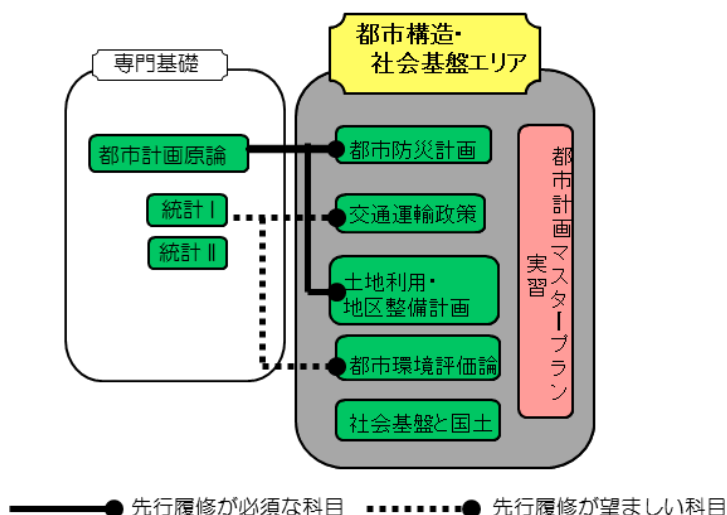 都市構造・
社会基盤エリア
専門基礎
都市計画原論
統計Ⅰ
統計Ⅱ
都市防災計画
交通運輸政策
土地利用・
地区整備計画
都市環境評価論
社会基盤と国土
都市計画マスタープラン
実習
先行履修が必須な科目
先行履修が望ましい科目